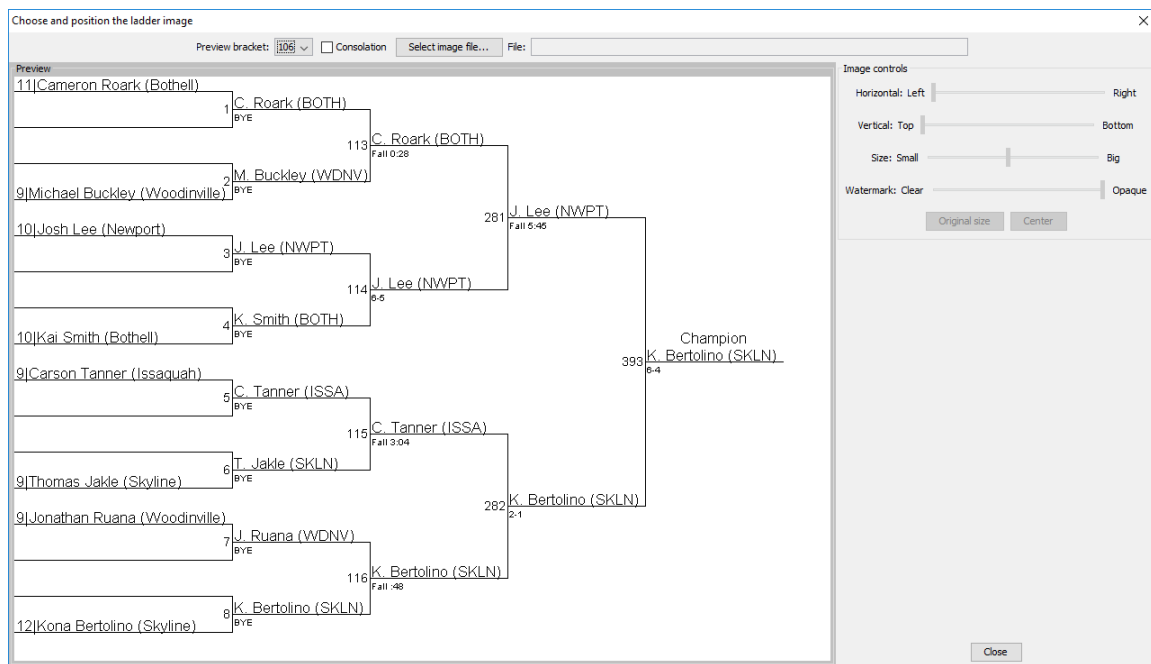 Choose and position the ladder image
Preview bracket: 106 Consolation Select image file... File:
Preview
Image controls
11|Cameron Roark (Bothell)
1 C. Roark (BOTH)
BYE
113 C. Roark (BOTH)
Fall 0:28
2 M. Buckley (WDNV)
BYE
9|Michael Buckley (Woodinville)
281 J. Lee (NWPT)
Fall 5:45
10|Josh Lee (Newport)
3 J. Lee (NWPT)
BYE
114 J. Lee (NWPT)
6-5
4 K. Smith (BOTH)
BYE
10|Kai Smith (Bothell)
Champion
393 K. Bertolino (SKLN)
6-4
9|Carson Tanner (Issaquah)
5 C. Tanner (ISSA)
BYE
115 C. Tanner (ISSA)
Fall 3:04
6 T. Jakle (SKLN)
BYE
9|Thomas Jakle (Skyline)
282 K. Bertolino (SKLN)
2-1
9|Jonathan Ruana (Woodinville)
7 J. Ruana (WDNV)
BYE
116 K. Bertolino (SKLN)
Fall :48
8 K. Bertolino (SKLN)
BYE
12|Kona Bertolino (Skyline)
Horizontal: Left Right
Vertical: Top Bottom
Size: Small Big
Watermark: Clear Opaque
Original size Center
Close